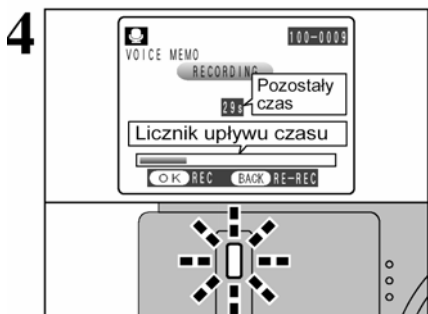 4
100-0009
VOICE MEMO
RECORDING
Pozostały
czas
29s
Licznik upływu czasu
OK REC BACK RE-REC